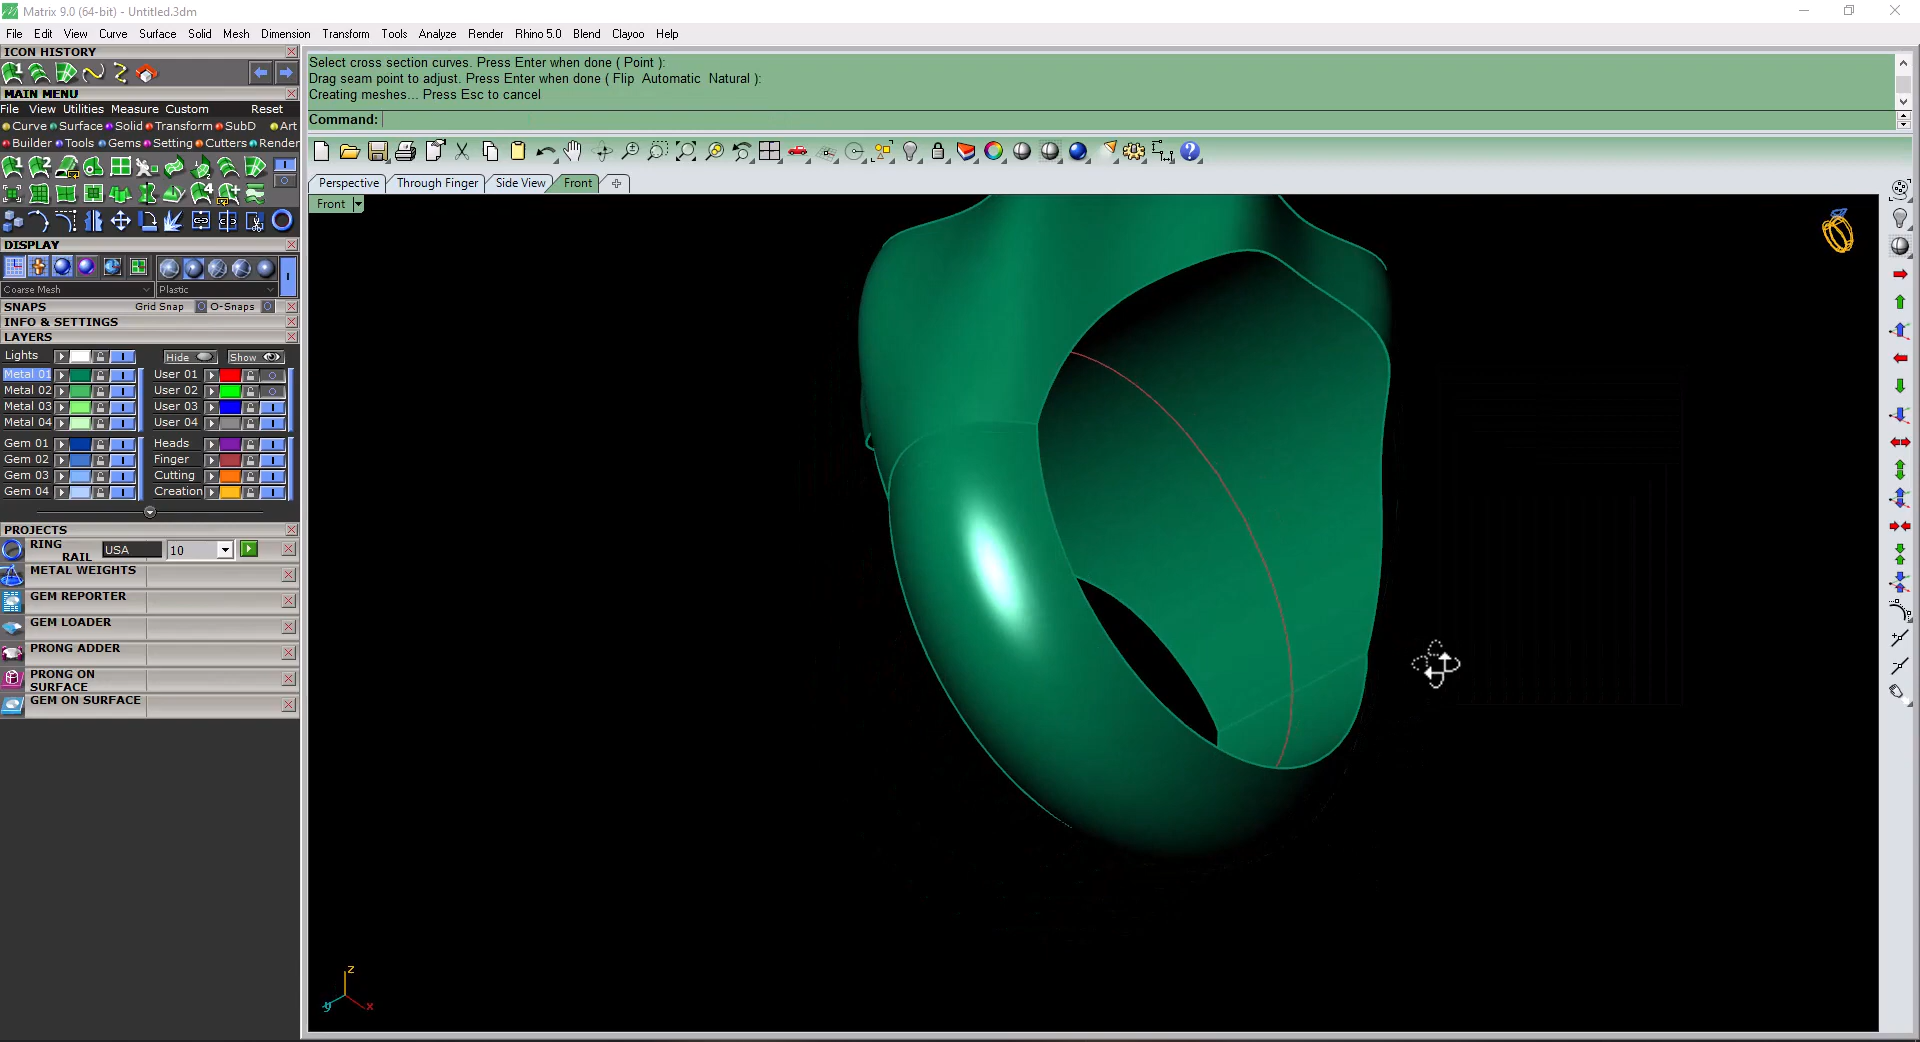 Matrix 9.0 (64-bit) - Untitled.3dm
File Edit View Curve Surface Solid Mesh Dimension Transform Tools Analyze Render Rhino 5.0 Blend Clayoo Help
ICON HISTORY
MAIN MENU
File View Utilities Measure Custom Reset
Curve Surface Solid Transform SubD Art
Builder Tools Gems Setting Cutters Render
DISPLAY
Coarse Mesh Plastic
SNAPS Grid Snap O-Snaps
INFO & SETTINGS
LAYERS
Lights Hide Show
Metal 01 User 01
Metal 02 User 02
Metal 03 User 03
Metal 04 User 04
Gem 01 Heads
Gem 02 Finger
Gem 03 Cutting
Gem 04 Creation
PROJECTS
RING RAIL USA 10
METAL WEIGHTS
GEM REPORTER
GEM LOADER
PRONG ADDER
PRONG ON
SURFACE
GEM ON SURFACE
Select cross section curves. Press Enter when done ( Point ):
Drag seam point to adjust. Press Enter when done ( Flip Automatic Natural ):
Creating meshes... Press Esc to cancel
Command:
Perspective Through Finger Side View Front
Front
z
y x